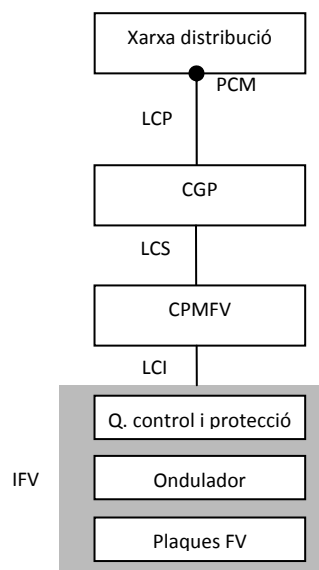 Xarxa distribució
PCM
LCP
CGP
LCS
CPMFV
LCI
Q. control i protecció
IFV
Ondulador
Plaques FV